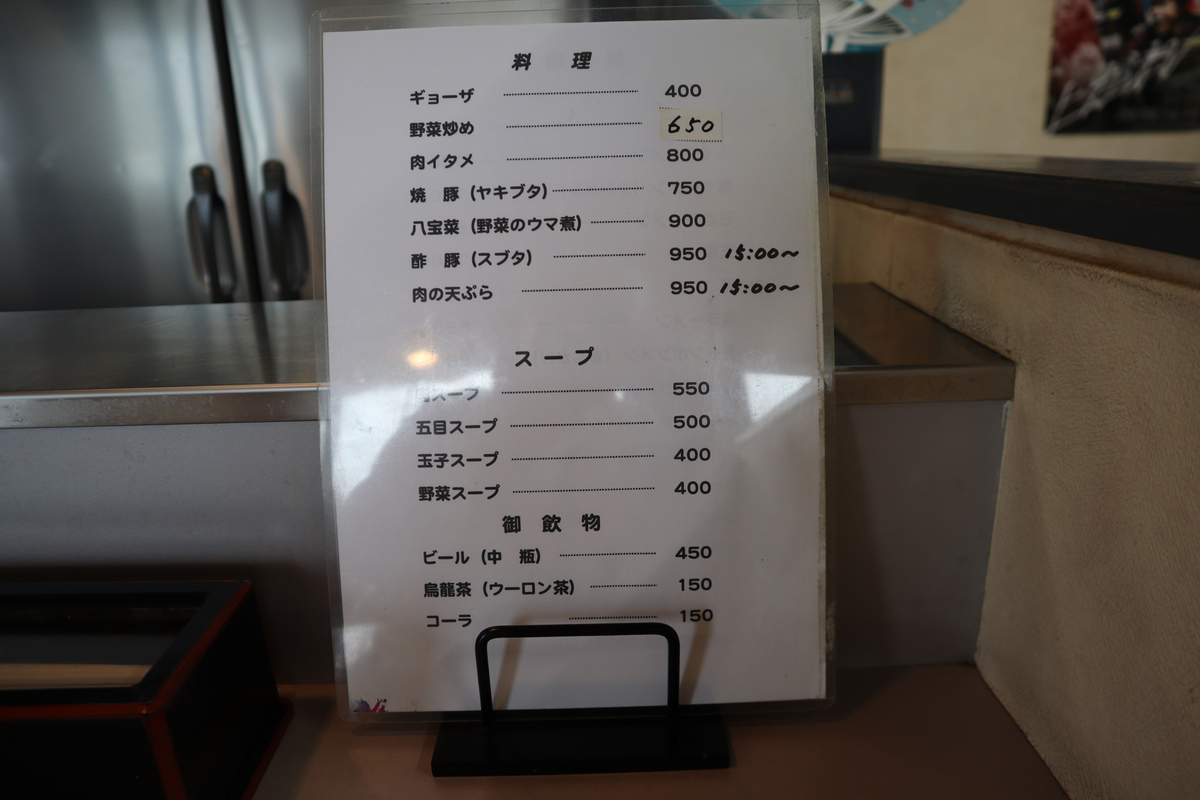 料　理
ギョーザ 400
野菜炒め 650
肉イタメ 800
焼　豚（ヤキブタ） 750
八宝菜（野菜のウマ煮） 900
酢　豚（スブタ） 950 15:00～
肉の天ぷら 950 15:00～
スープ
スープ 550
五目スープ 500
玉子スープ 400
野菜スープ 400
御　飲　物
ビール（中　瓶） 450
烏龍茶（ウーロン茶） 150
コーラ 150